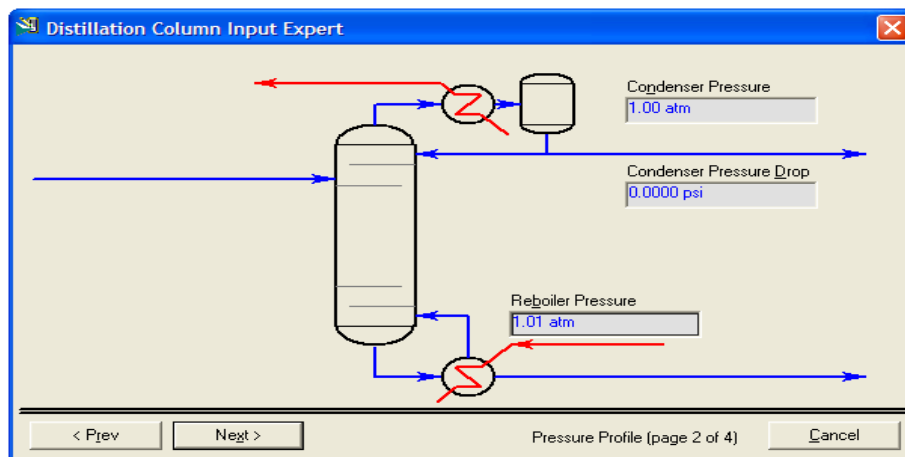 Distillation Column Input Expert
Condenser Pressure
1.00 atm
Condenser Pressure Drop
0.0000 psi
Reboiler Pressure
1.01 atm
< Prev
Next >
Pressure Profile (page 2 of 4)
Cancel